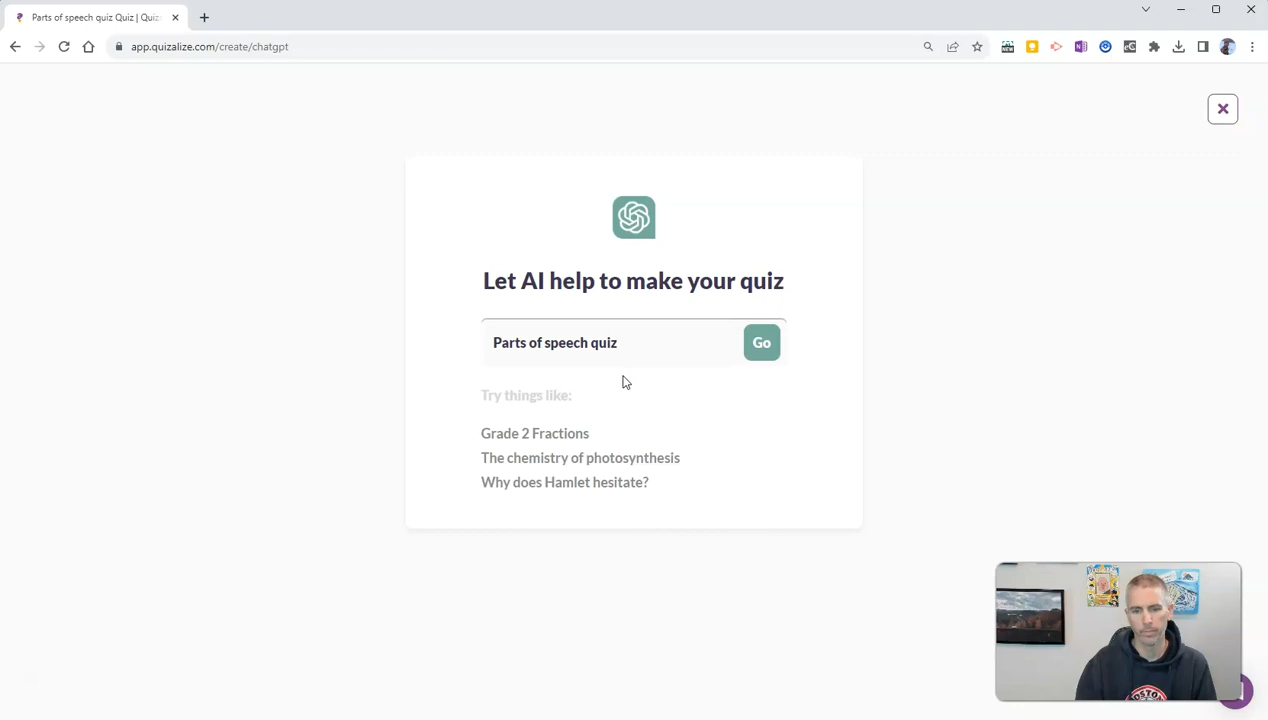 Parts of speech quiz Quiz | Quiz
app.quizalize.com/create/chatgpt
Let AI help to make your quiz
Parts of speech quiz
Go
Try things like:
Grade 2 Fractions
The chemistry of photosynthesis
Why does Hamlet hesitate?